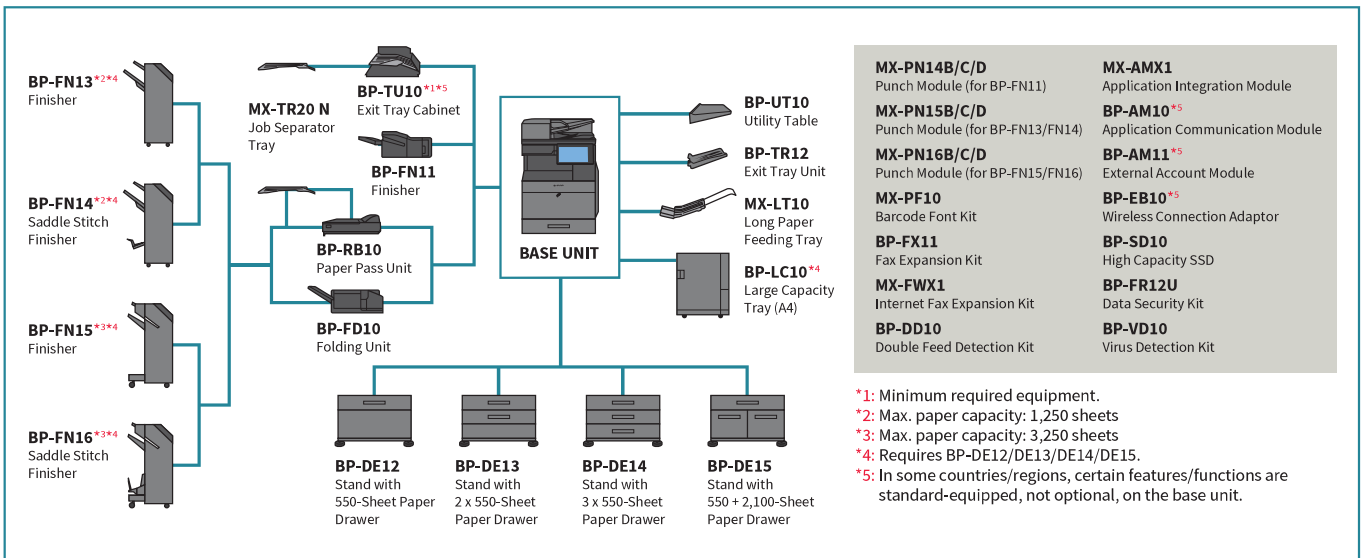 BP-FN13*2*4
Finisher
BP-FN14*2*4
Saddle Stitch
Finisher
BP-FN15*3*4
Finisher
BP-FN16*3*4
Saddle Stitch
Finisher
MX-TR20 N
Job Separator
Tray
BP-TU10*1*5
Exit Tray Cabinet
BP-FN11
Finisher
BP-RB10
Paper Pass Unit
BP-FD10
Folding Unit
BASE UNIT
BP-UT10
Utility Table
BP-TR12
Exit Tray Unit
MX-LT10
Long Paper
Feeding Tray
BP-LC10*4
Large Capacity
Tray (A4)
BP-DE12
Stand with
550-Sheet Paper
Drawer
BP-DE13
Stand with
2 x 550-Sheet
Paper Drawer
BP-DE14
Stand with
3 x 550-Sheet
Paper Drawer
BP-DE15
Stand with
550 + 2,100-Sheet
Paper Drawer
MX-PN14B/C/D
Punch Module (for BP-FN11)
MX-PN15B/C/D
Punch Module (for BP-FN13/FN14)
MX-PN16B/C/D
Punch Module (for BP-FN15/FN16)
MX-PF10
Barcode Font Kit
BP-FX11
Fax Expansion Kit
MX-FWX1
Internet Fax Expansion Kit
BP-DD10
Double Feed Detection Kit
MX-AMX1
Application Integration Module
BP-AM10*5
Application Communication Module
BP-AM11*5
External Account Module
BP-EB10*5
Wireless Connection Adaptor
BP-SD10
High Capacity SSD
BP-FR12U
Data Security Kit
BP-VD10
Virus Detection Kit
*1: Minimum required equipment.
*2: Max. paper capacity: 1,250 sheets
*3: Max. paper capacity: 3,250 sheets
*4: Requires BP-DE12/DE13/DE14/DE15.
*5: In some countries/regions, certain features/functions are
standard-equipped, not optional, on the base unit.